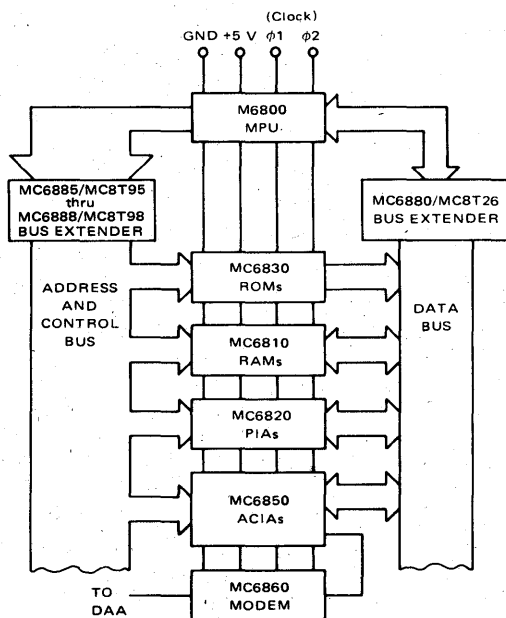 (Clock)
GND +5 V φ1 φ2
M6800
MPU
MC6885/MC8T95
thru
MC6888/MC8T98
BUS EXTENDER
MC6880/MC8T26
BUS EXTENDER
ADDRESS
AND
CONTROL
BUS
MC6830
ROMs
DATA
BUS
MC6810
RAMs
MC6820
PIAs
MC6850
ACIAs
TO
DAA
MC6860
MODEM